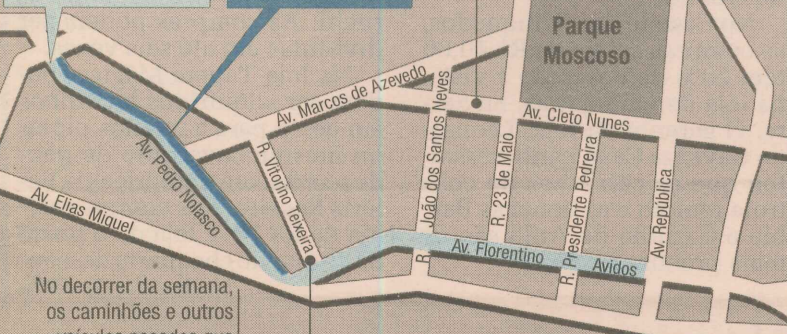 Parque
Moscoso
Av. Marcos de Azevedo
Av. Cleto Nunes
R. João dos Santos Neves
R. 23 de Maio
R. Presidente Pedreira
Av. República
R. Vitorino Teixeira
Av. Pedro Nolasco
Av. Elias Miguel
Av. Florentino Avidos
No decorrer da semana,
os caminhões e outros